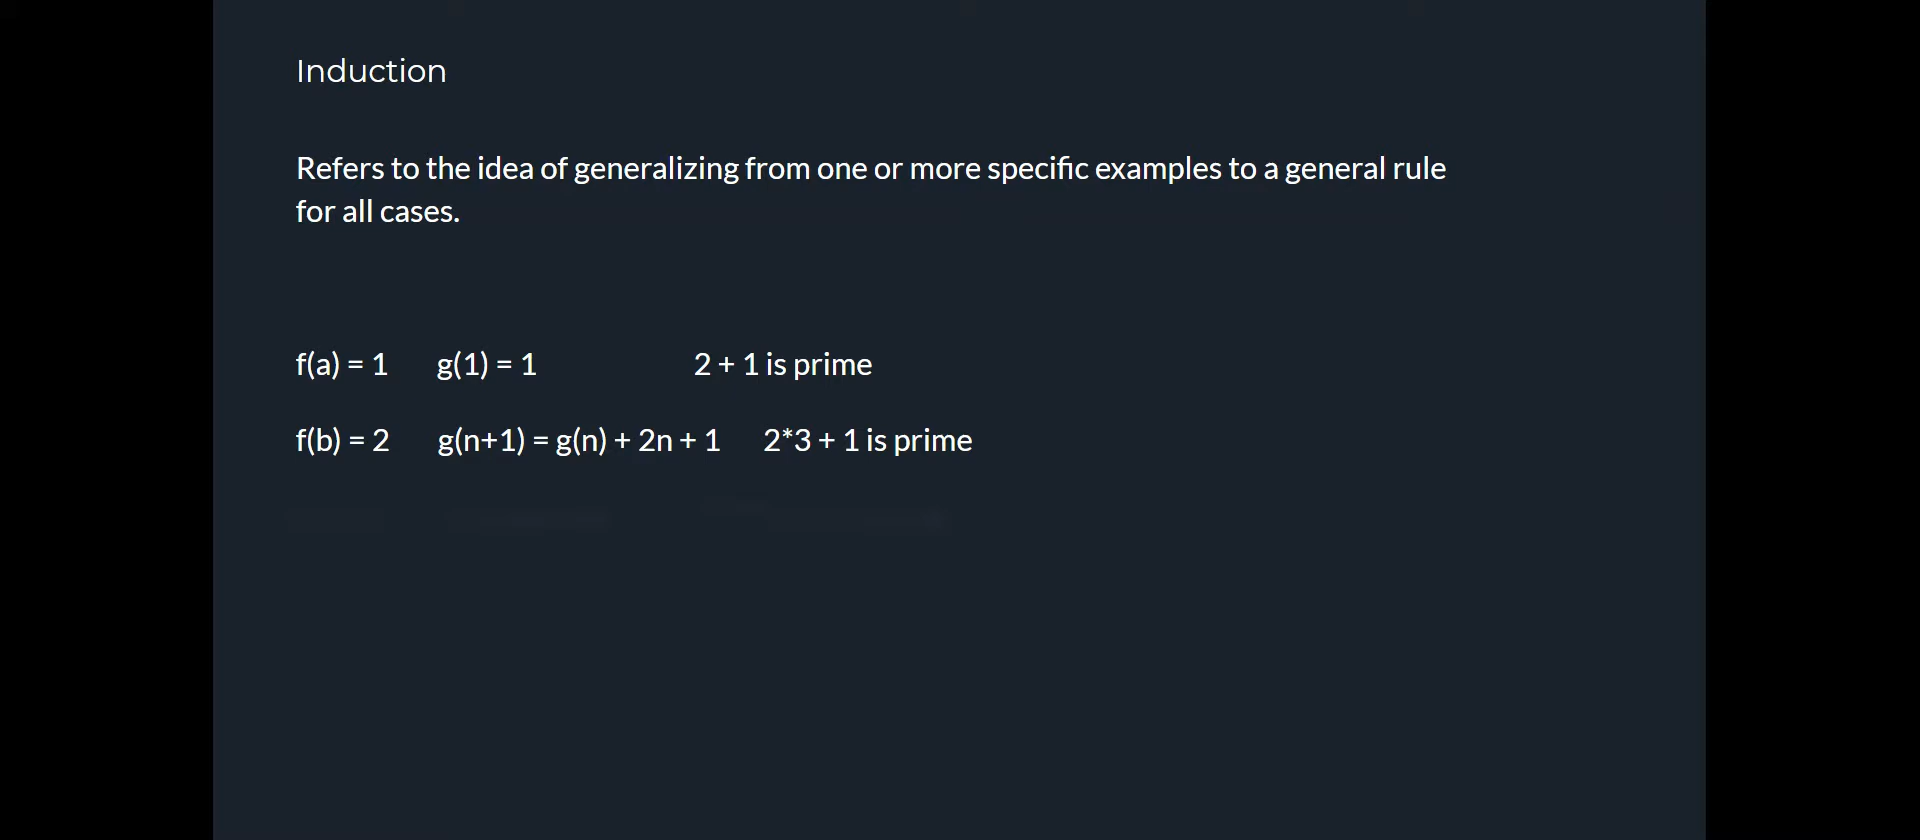 Induction
Refers to the idea of generalizing from one or more specific examples to a general rule
for all cases.
f(a) = 1 g(1) = 1 2 + 1 is prime
f(b) = 2 g(n+1) = g(n) + 2n + 1 2*3 + 1 is prime